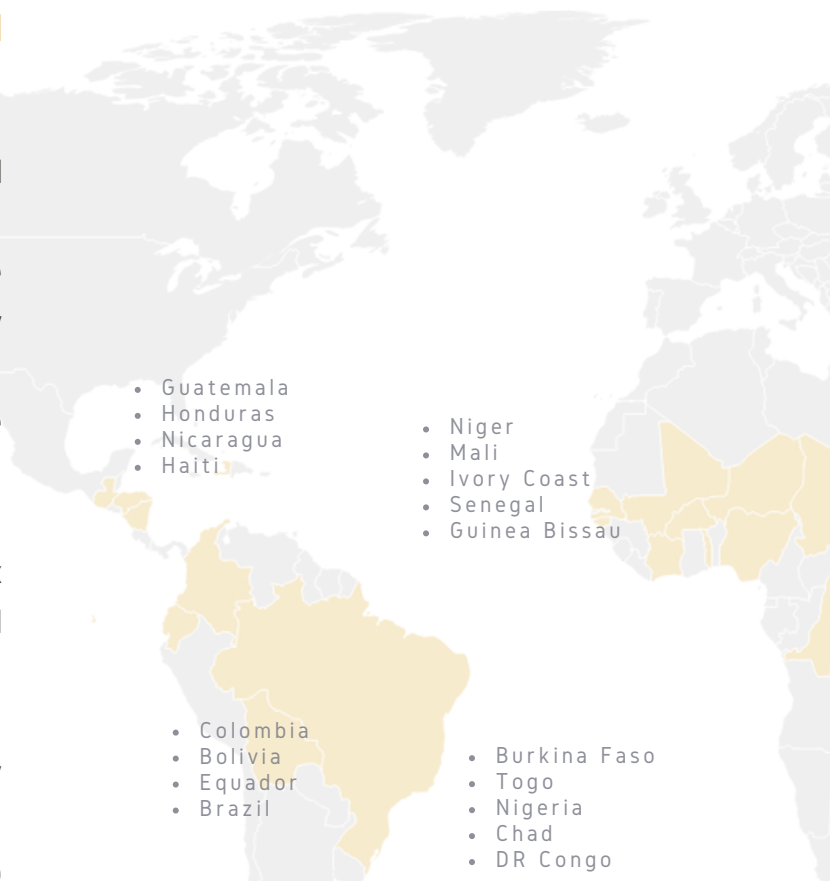 • Guatemala
• Honduras
• Nicaragua
• Haiti
• Niger
• Mali
• Ivory Coast
• Senegal
• Guinea Bissau
• Colombia
• Bolivia
• Equador
• Brazil
• Burkina Faso
• Togo
• Nigeria
• Chad
• DR Congo